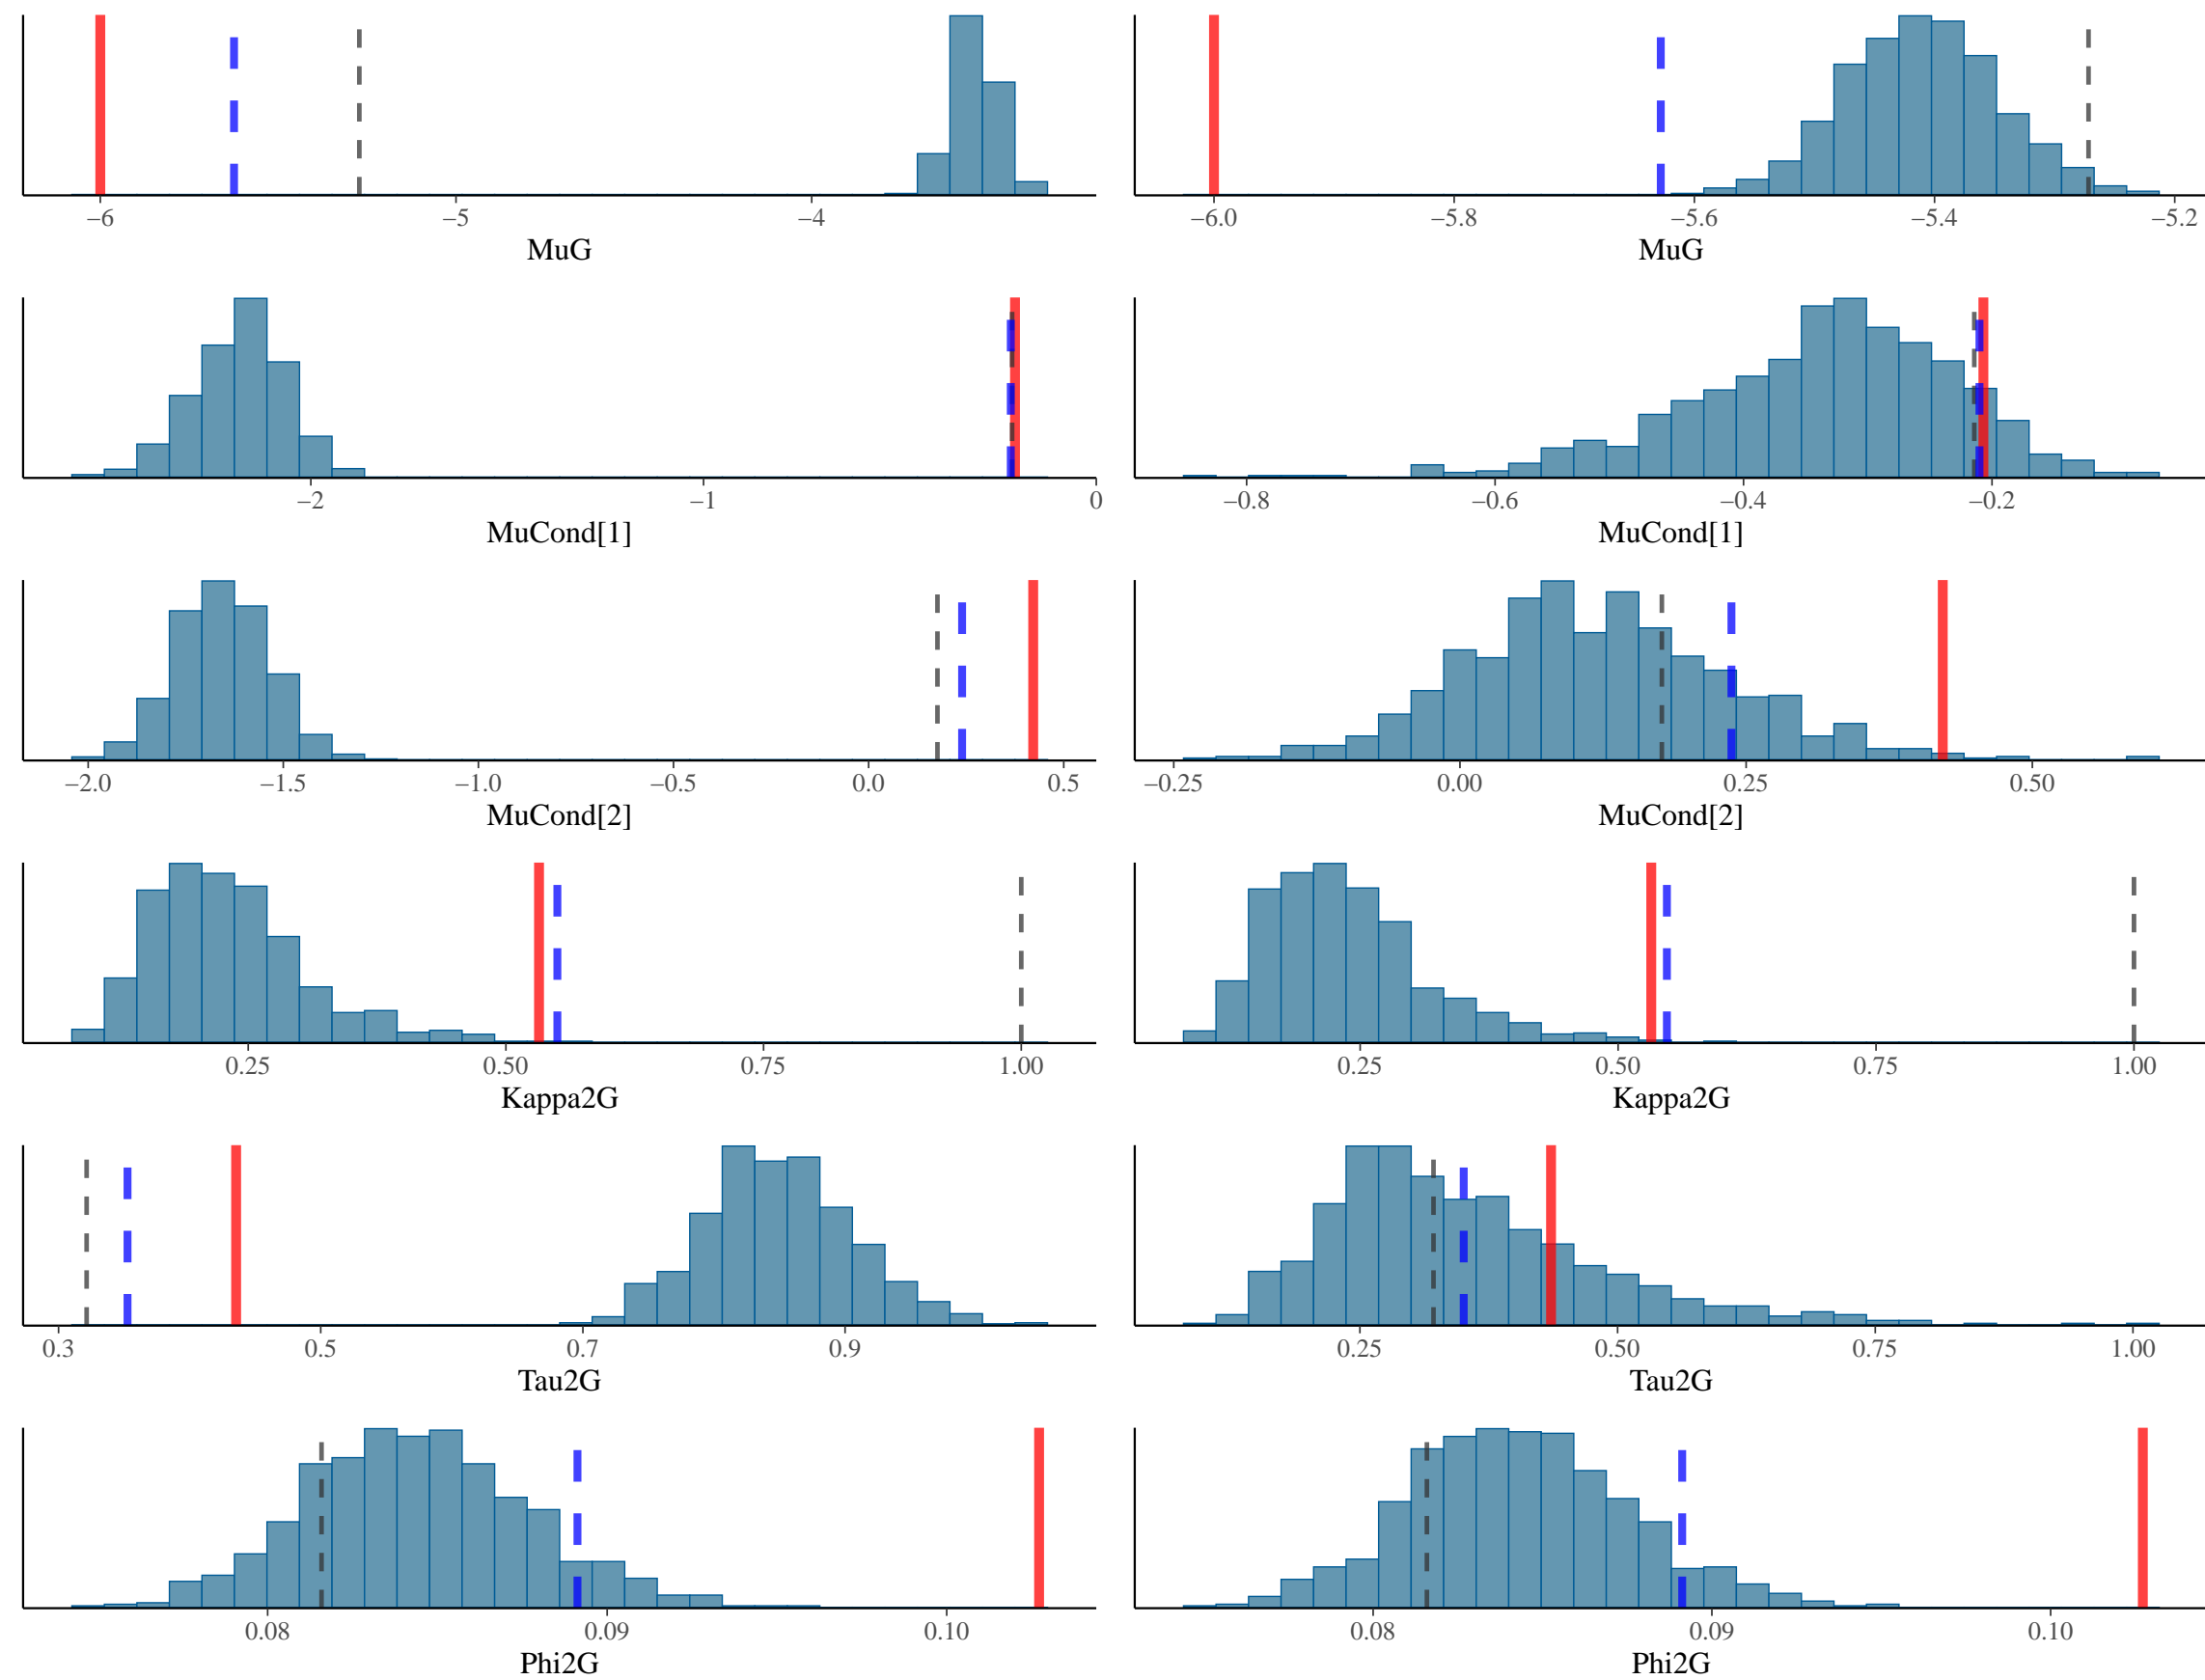 −6 −5 −4
MuG
−6.0 −5.8 −5.6 −5.4 −5.2
MuG
−2 −1 0
MuCond[1]
−0.8 −0.6 −0.4 −0.2
MuCond[1]
−2.0 −1.5 −1.0 −0.5 0.0 0.5
MuCond[2]
−0.25 0.00 0.25 0.50
MuCond[2]
0.25 0.50 0.75 1.00
Kappa2G
0.25 0.50 0.75 1.00
Kappa2G
0.3 0.5 0.7 0.9
Tau2G
0.25 0.50 0.75 1.00
Tau2G
0.08 0.09 0.10
Phi2G
0.08 0.09 0.10
Phi2G